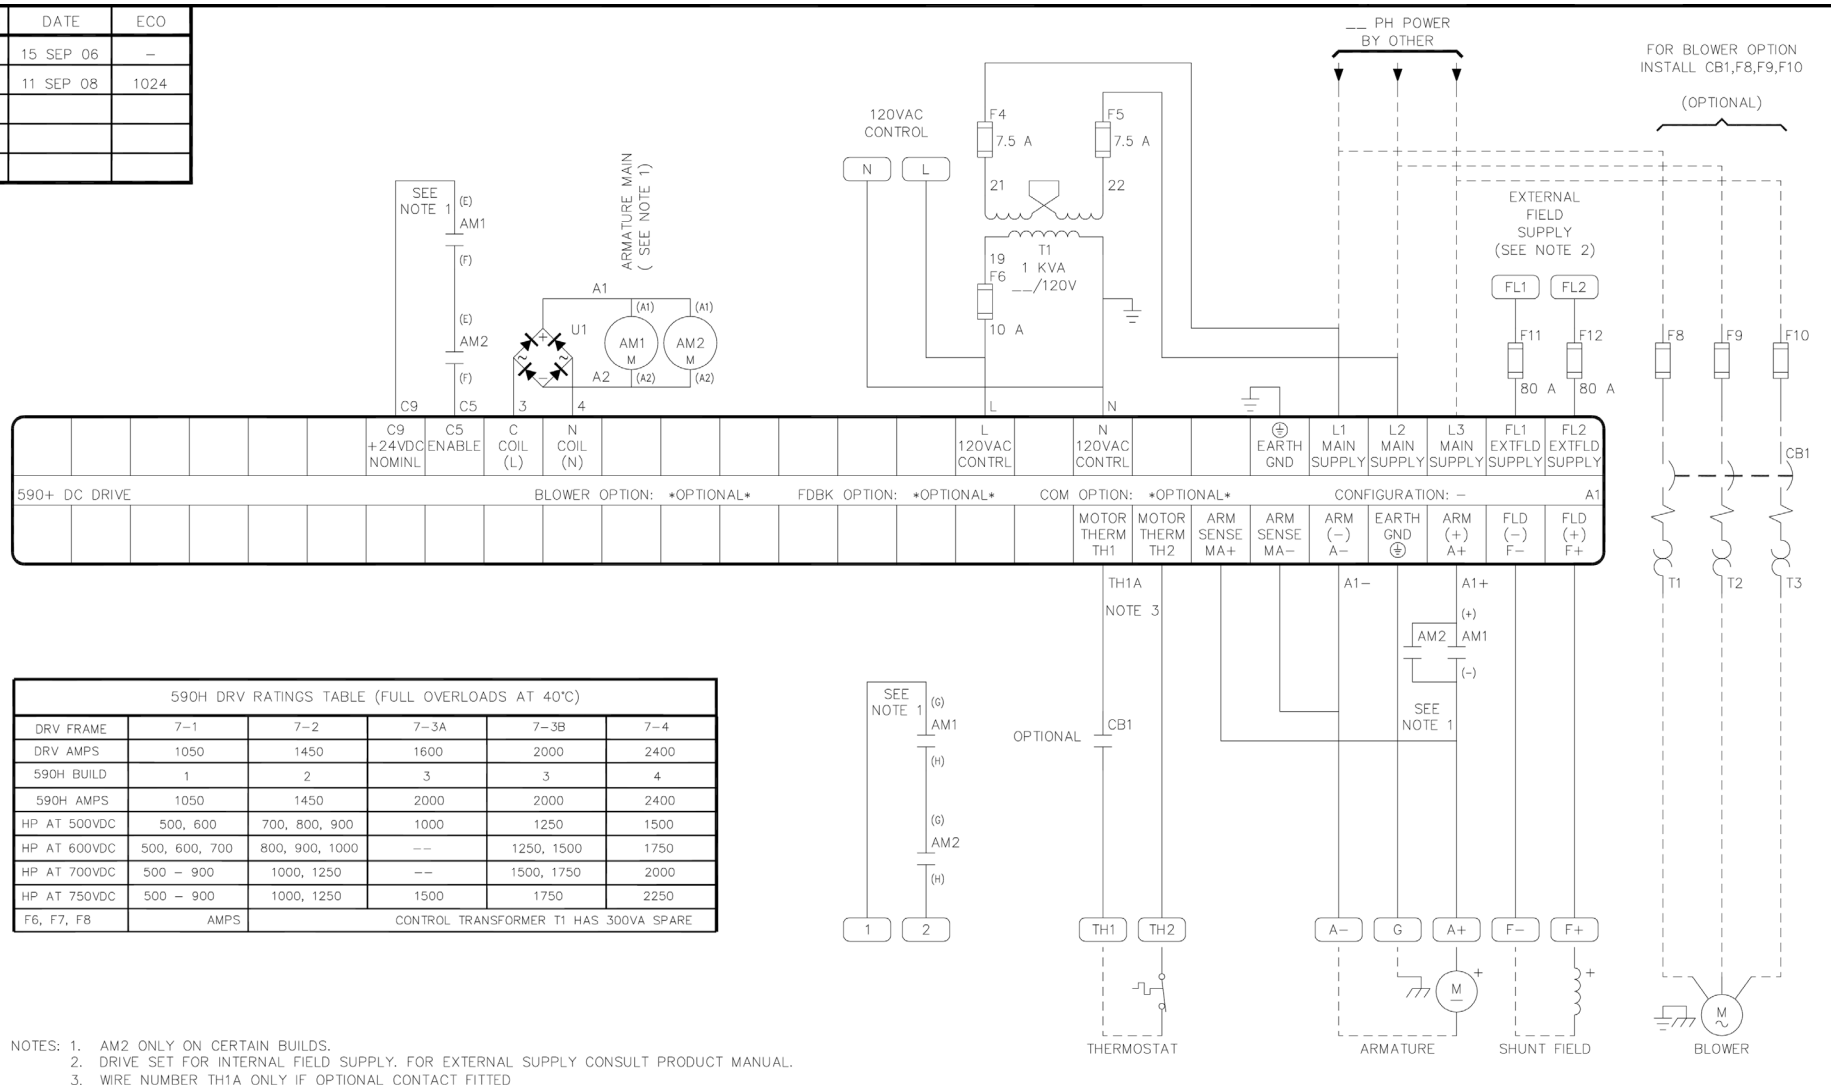 DATE ECO
15 SEP 06 –
11 SEP 08 1024
__ PH POWER
BY OTHER
FOR BLOWER OPTION
INSTALL CB1,F8,F9,F10
(OPTIONAL)
120VAC
CONTROL
N L
F4
7.5 A
F5
7.5 A
21 22
EXTERNAL
FIELD
SUPPLY
(SEE NOTE 2)
FL1 FL2
SEE
NOTE 1
(E)
AM1
(F)
(E)
AM2
(F)
ARMATURE MAIN
( SEE NOTE 1)
A1
(A1) (A1)
U1
+
~ ~
–
AM1
M
AM2
M
A2 (A2) (A2)
T1
1 KVA
__/120V
19
F6
10 A
F11 F12
80 A 80 A
F8 F9 F10
C9 C5 3 4 L N
C9
+24VDC
NOMINL
C5
ENABLE
C
COIL
(L)
N
COIL
(N)
L
120VAC
CONTRL
N
120VAC
CONTRL
EARTH
GND
L1
MAIN
SUPPLY
L2
MAIN
SUPPLY
L3
MAIN
SUPPLY
FL1
EXTFLD
SUPPLY
FL2
EXTFLD
SUPPLY
CB1
590+ DC DRIVE BLOWER OPTION: *OPTIONAL* FDBK OPTION: *OPTIONAL* COM OPTION: *OPTIONAL* CONFIGURATION: – A1
MOTOR
THERM
TH1
MOTOR
THERM
TH2
ARM
SENSE
MA+
ARM
SENSE
MA–
ARM
(–)
A–
EARTH
GND
ARM
(+)
A+
FLD
(–)
F–
FLD
(+)
F+
T1 T2 T3
TH1A
NOTE 3
A1– A1+
(+)
AM2 AM1
(–)
SEE
NOTE 1
590H DRV RATINGS TABLE (FULL OVERLOADS AT 40°C)
DRV FRAME 7–1 7–2 7–3A 7–3B 7–4
DRV AMPS 1050 1450 1600 2000 2400
590H BUILD 1 2 3 3 4
590H AMPS 1050 1450 2000 2000 2400
HP AT 500VDC 500, 600 700, 800, 900 1000 1250 1500
HP AT 600VDC 500, 600, 700 800, 900, 1000 –– 1250, 1500 1750
HP AT 700VDC 500 – 900 1000, 1250 –– 1500, 1750 2000
HP AT 750VDC 500 – 900 1000, 1250 1500 1750 2250
F6, F7, F8 AMPS CONTROL TRANSFORMER T1 HAS 300VA SPARE
SEE
NOTE 1
(G)
AM1
(H)
(G)
AM2
(H)
OPTIONAL CB1
1 2 TH1 TH2 A– G A+ F– F+
M
+
+
M
~
THERMOSTAT ARMATURE SHUNT FIELD BLOWER
NOTES: 1. AM2 ONLY ON CERTAIN BUILDS.
2. DRIVE SET FOR INTERNAL FIELD SUPPLY. FOR EXTERNAL SUPPLY CONSULT PRODUCT MANUAL.
3. WIRE NUMBER TH1A ONLY IF OPTIONAL CONTACT FITTED